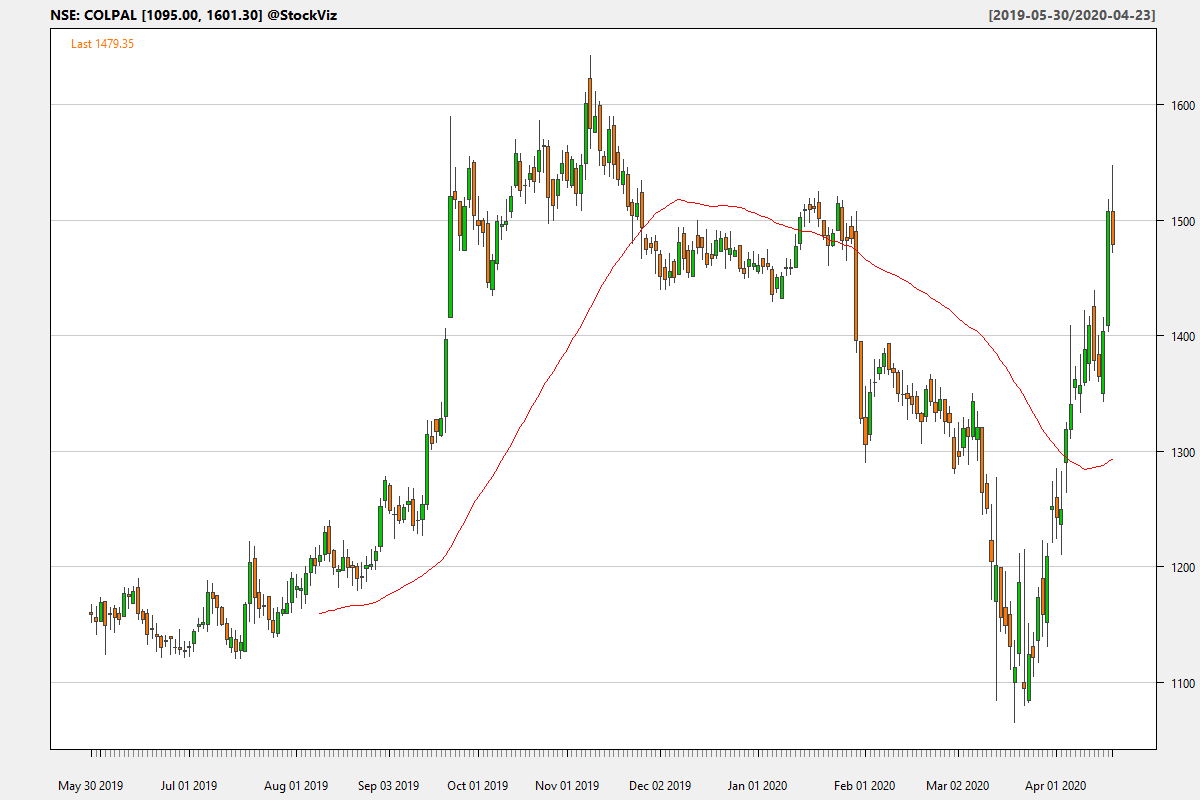 NSE: COLPAL [1095.00, 1601.30] @StockViz
[2019-05-30/2020-04-23]
Last 1479.35
1600
1500
1400
1300
1200
1100
May 30 2019
Jul 01 2019
Aug 01 2019
Sep 03 2019
Oct 01 2019
Nov 01 2019
Dec 02 2019
Jan 01 2020
Feb 01 2020
Mar 02 2020
Apr 01 2020